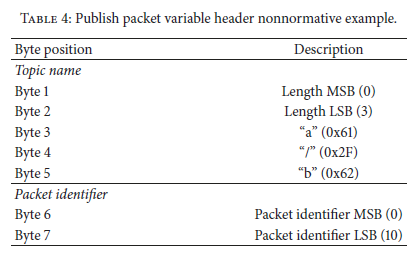 TABLE 4: Publish packet variable header nonnormative example.
Byte position Description
Topic name
Byte 1 Length MSB (0)
Byte 2 Length LSB (3)
Byte 3 “a” (0x61)
Byte 4 “/” (0x2F)
Byte 5 “b” (0x62)
Packet identifier
Byte 6 Packet identifier MSB (0)
Byte 7 Packet identifier LSB (10)